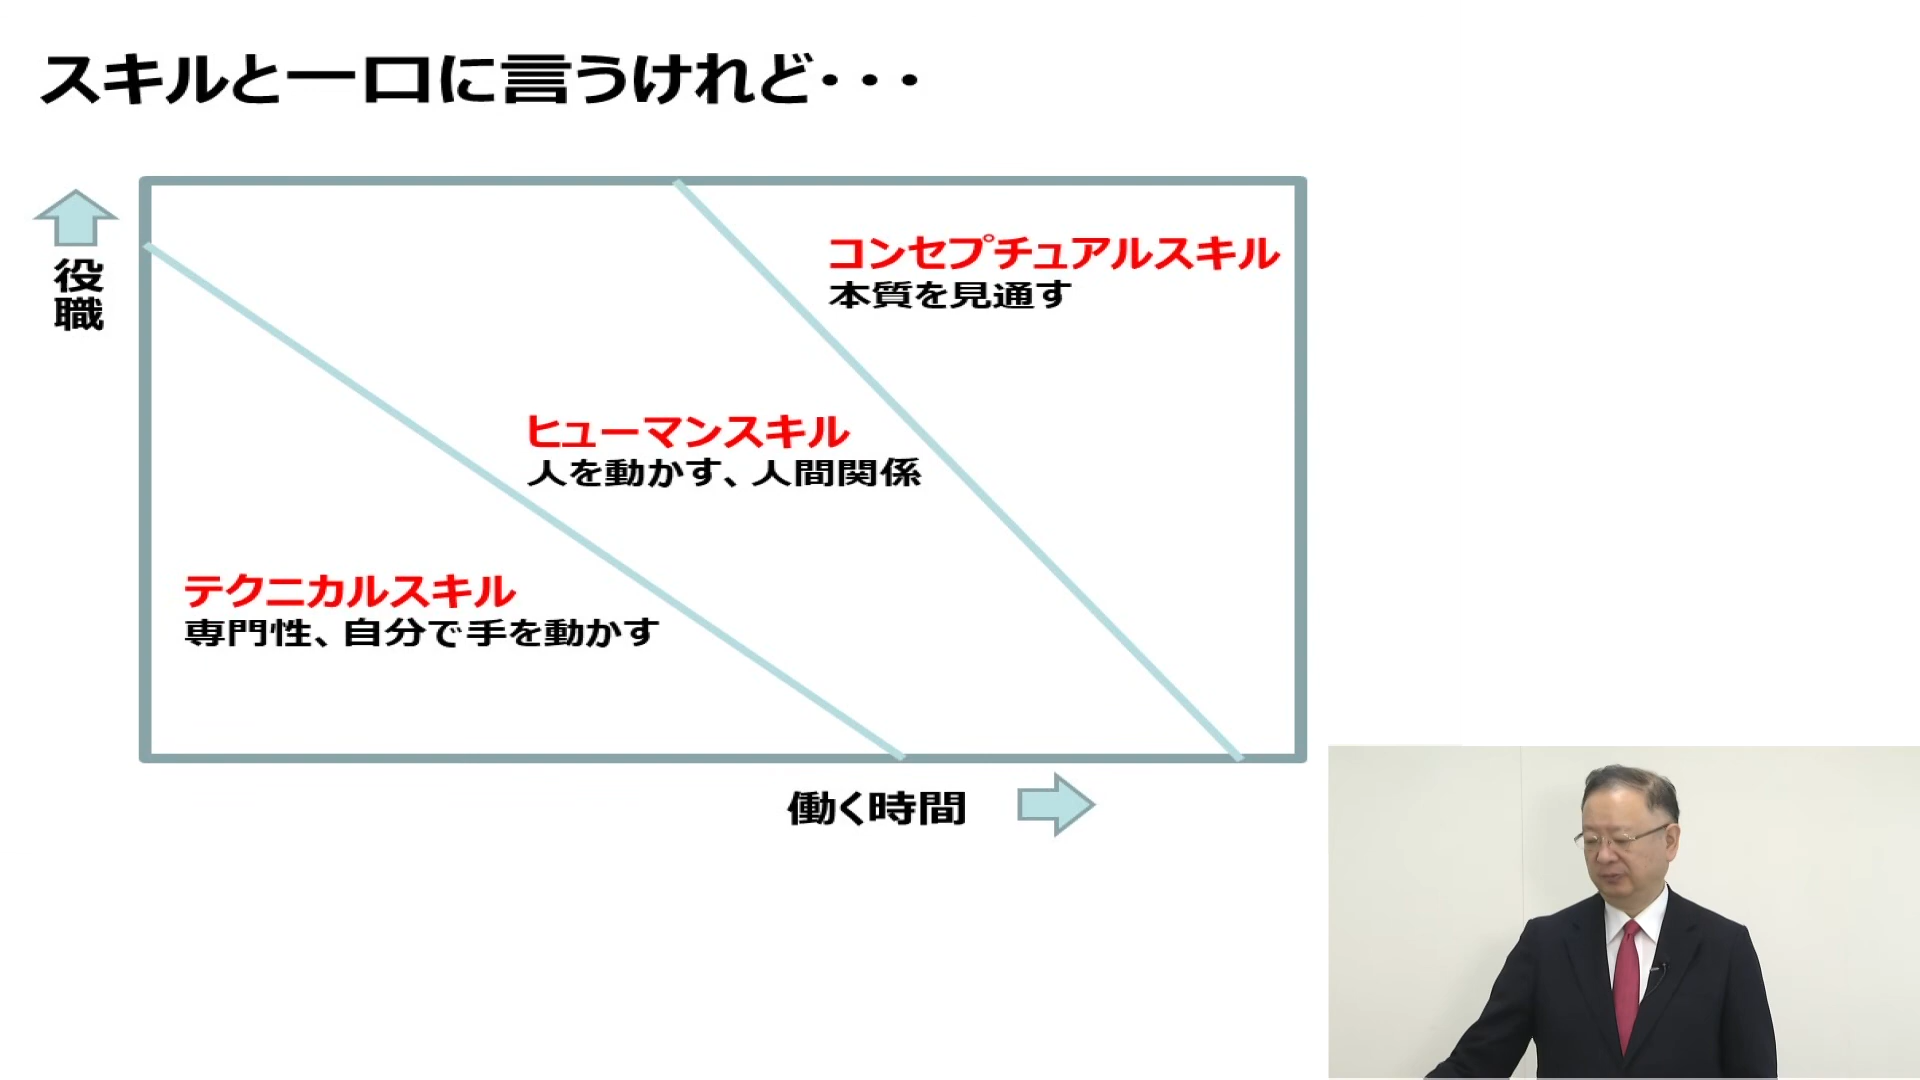 スキルと一口に言うけれど・・・
役職
コンセプチュアルスキル
本質を見通す
ヒューマンスキル
人を動かす、人間関係
テクニカルスキル
専門性、自分で手を動かす
働く時間